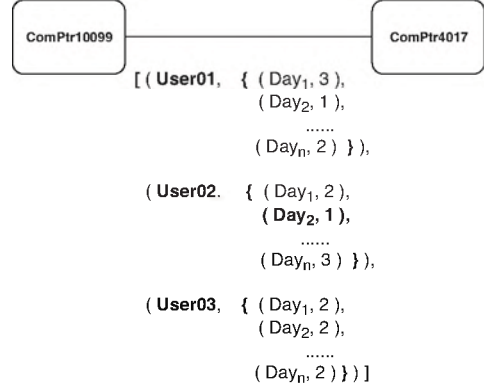 ComPtr10099 ComPtr4017
[ ( User01, { ( Day₁, 3 ),
( Day₂, 1 ),
......
( Dayₙ, 2 ) } ),
( User02. { ( Day₁, 2 ),
( Day₂, 1 ),
......
( Dayₙ, 3 ) } ),
( User03, { ( Day₁, 2 ),
( Day₂, 2 ),
......
( Dayₙ, 2 ) } ) ]